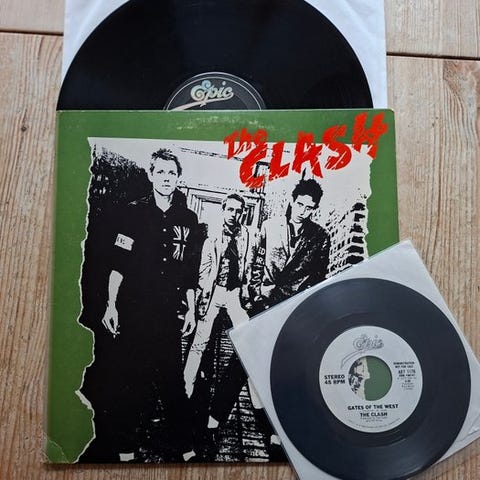 Epic
The CLASH
Epic
STEREO
45 RPM
DEMONSTRATION
NOT FOR SALE
GATES OF THE WEST
THE CLASH